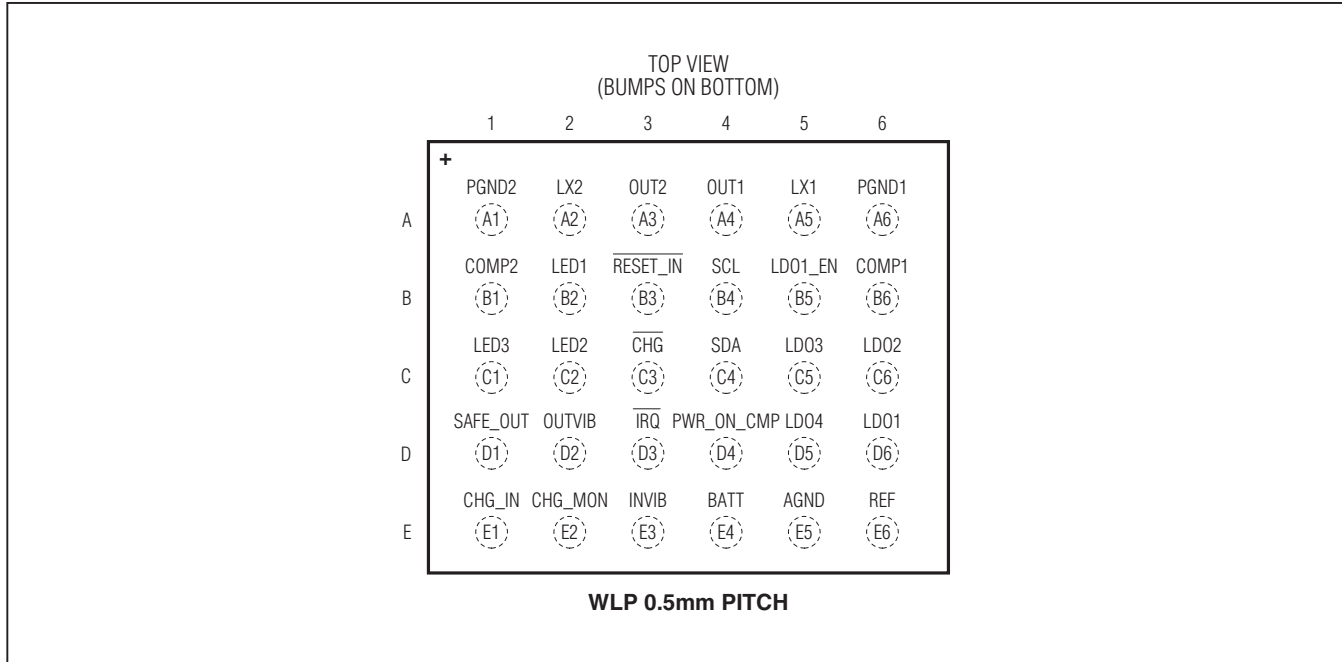 TOP VIEW
(BUMPS ON BOTTOM)
1 2 3 4 5 6
+
PGND2 LX2 OUT2 OUT1 LX1 PGND1
A A1 A2 A3 A4 A5 A6
COMP2 LED1 RESET_IN SCL LDO1_EN COMP1
B B1 B2 B3 B4 B5 B6
LED3 LED2 CHG SDA LDO3 LDO2
C C1 C2 C3 C4 C5 C6
SAFE_OUT OUTVIB IRQ PWR_ON_CMP LDO4 LDO1
D D1 D2 D3 D4 D5 D6
CHG_IN CHG_MON INVIB BATT AGND REF
E E1 E2 E3 E4 E5 E6
WLP 0.5mm PITCH